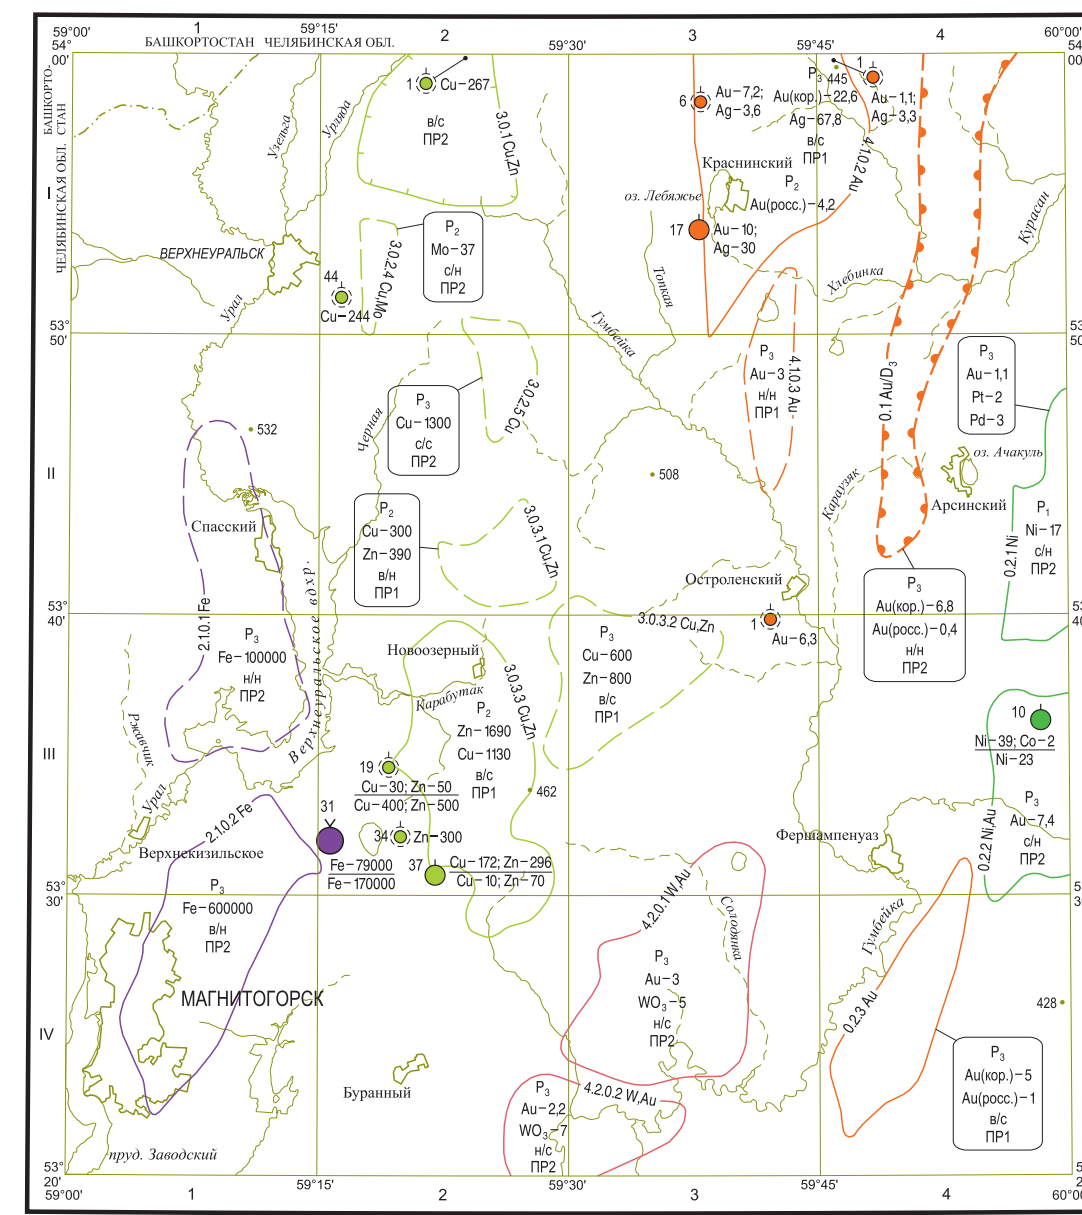 59°00'
1
59°15'
2
59°30'
3
59°45'
4
60°00'
БАШКОРТОСТАН ЧЕЛЯБИНСКАЯ ОБЛ.
54°
00'
54
00
БАШКОРТО-
СТАН
ЧЕЛЯБИНСКАЯ ОБЛ.
I
Узельга
Урляда
1
Cu–267
в/с
ПР2
3.0.1 Cu,Zn
6
Au–7,2;
Ag–3,6
P3
445
Au(кор.)–22,6
Ag–67,8
в/с
ПР1
1
Au–1,1;
Ag–3,3
4.1.0.2 Au
Краснинский
P2
Au(росс.)–4,2
оз. Лебяжье
17
Au–10;
Ag–30
Курасан
ВЕРХНЕУРАЛЬСК
Урал
44
Cu–244
3.0.2.4 Cu,Mo
P2
Mo–37
с/н
ПР2
Топкая
Хлебинка
Гумбейка
53°
50'
53
50
P3
Cu–1300
с/с
ПР2
3.0.2.5 Cu
Черная
P3
Au–3
н/н
ПР1
4.1.0.3 Au
0.1 Au/D3
P3
Au–1,1
Pt–2
Pd–3
оз. Ачакуль
532
II
508
Караузяк
Арсинский
P1
Ni–17
с/н
ПР2
0.2.1 Ni
Спасский
P2
Cu–300
Zn–390
в/н
ПР1
3.0.3.1 Cu,Zn
Остроленский
P3
Au(кор.)–6,8
Au(росс.)–0,4
н/н
ПР2
53°
40'
53
40
2.1.0.1 Fe
P3
Fe–100000
н/н
ПР2
Верхнеуральское вдхр.
3.0.3.2 Cu,Zn
1
Au–6,3
P3
Cu–600
Zn–800
в/с
ПР1
Новоозерный
Карабутак
3.0.3.3 Cu,Zn
P2
Zn–1690
Cu–1130
в/с
ПР1
Ржавчик
Урал
III
10
Ni–39; Co–2
Ni–23
19
Cu–30; Zn–50
Cu–400; Zn–500
462
2.1.0.2 Fe
31
34
Zn–300
Верхнекизильское
Fe–79000
Fe–170000
37
Cu–172; Zn–296
Cu–10; Zn–70
Фершампенуаз
P3
Au–7,4
с/н
ПР2
0.2.2 Ni,Au
53°
30'
53
P3
Fe–600000
в/н
ПР2
4.2.0.1 W,Au
Солодянка
Гумбейка
МАГНИТОГОРСК
P3
Au–3
WO3–5
н/с
ПР2
0.2.3 Au
428
IV
P3
Au(кор.)–5
Au(росс.)–1
в/с
ПР1
Буранный
P3
Au–2,2
WO3–7
н/с
ПР2
4.2.0.2 W,Au
пруд. Заводский
53°
20'
59°00'
1
59°15'
2
59°30'
3
59°45'
4
60°00'